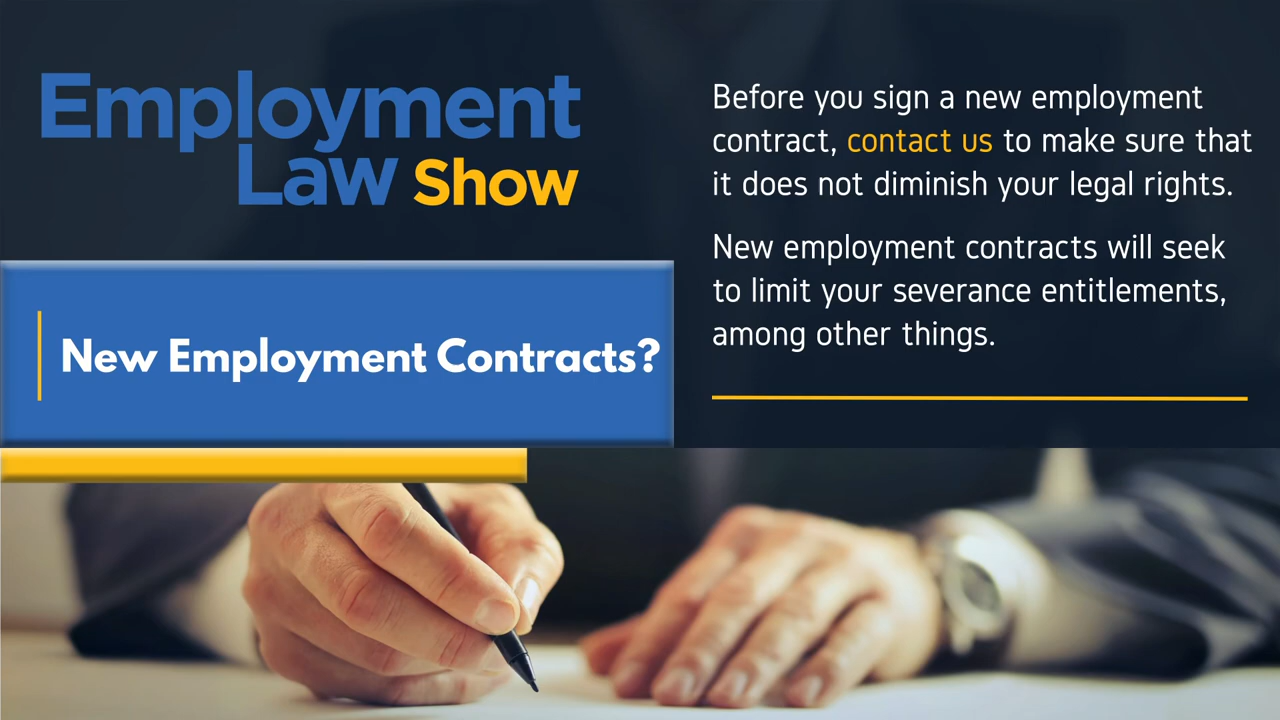 Employment
Law Show
New Employment Contracts?
Before you sign a new employment
contract, contact us to make sure that
it does not diminish your legal rights.
New employment contracts will seek
to limit your severance entitlements,
among other things.